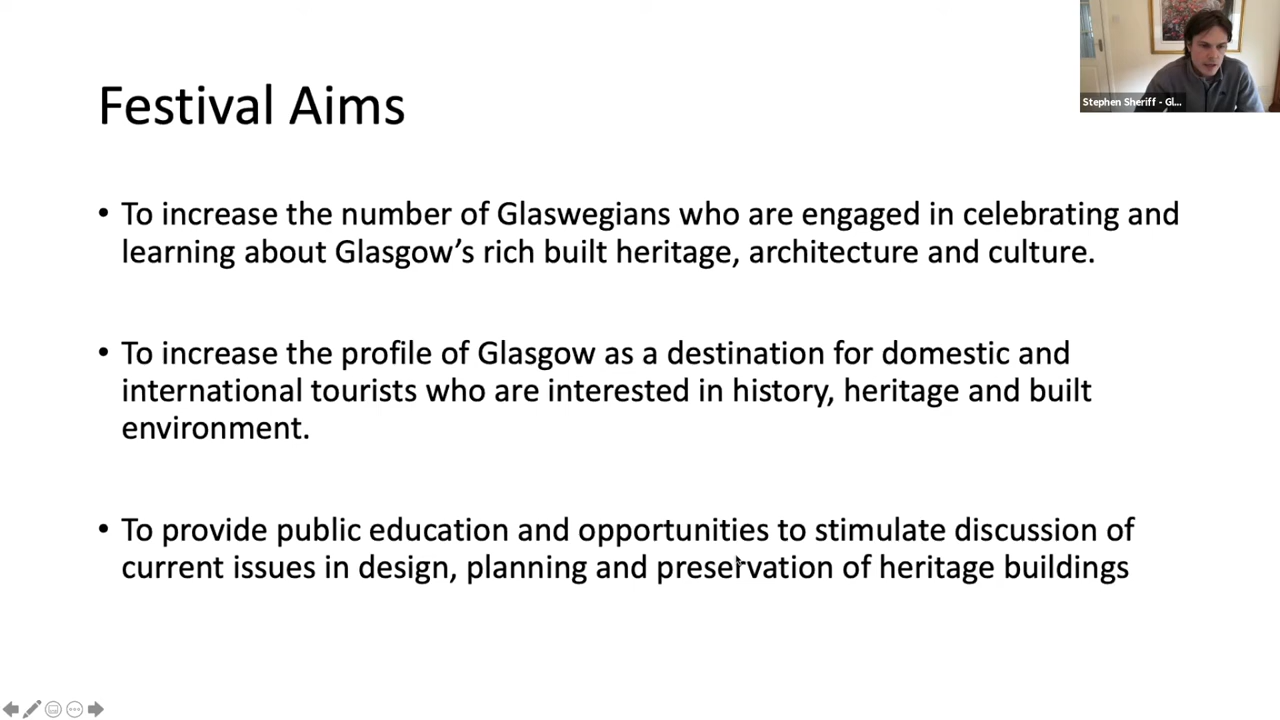 Festival Aims
Stephen Sheriff - Gl...
• To increase the number of Glaswegians who are engaged in celebrating and
learning about Glasgow’s rich built heritage, architecture and culture.
• To increase the profile of Glasgow as a destination for domestic and
international tourists who are interested in history, heritage and built
environment.
• To provide public education and opportunities to stimulate discussion of
current issues in design, planning and preservation of heritage buildings